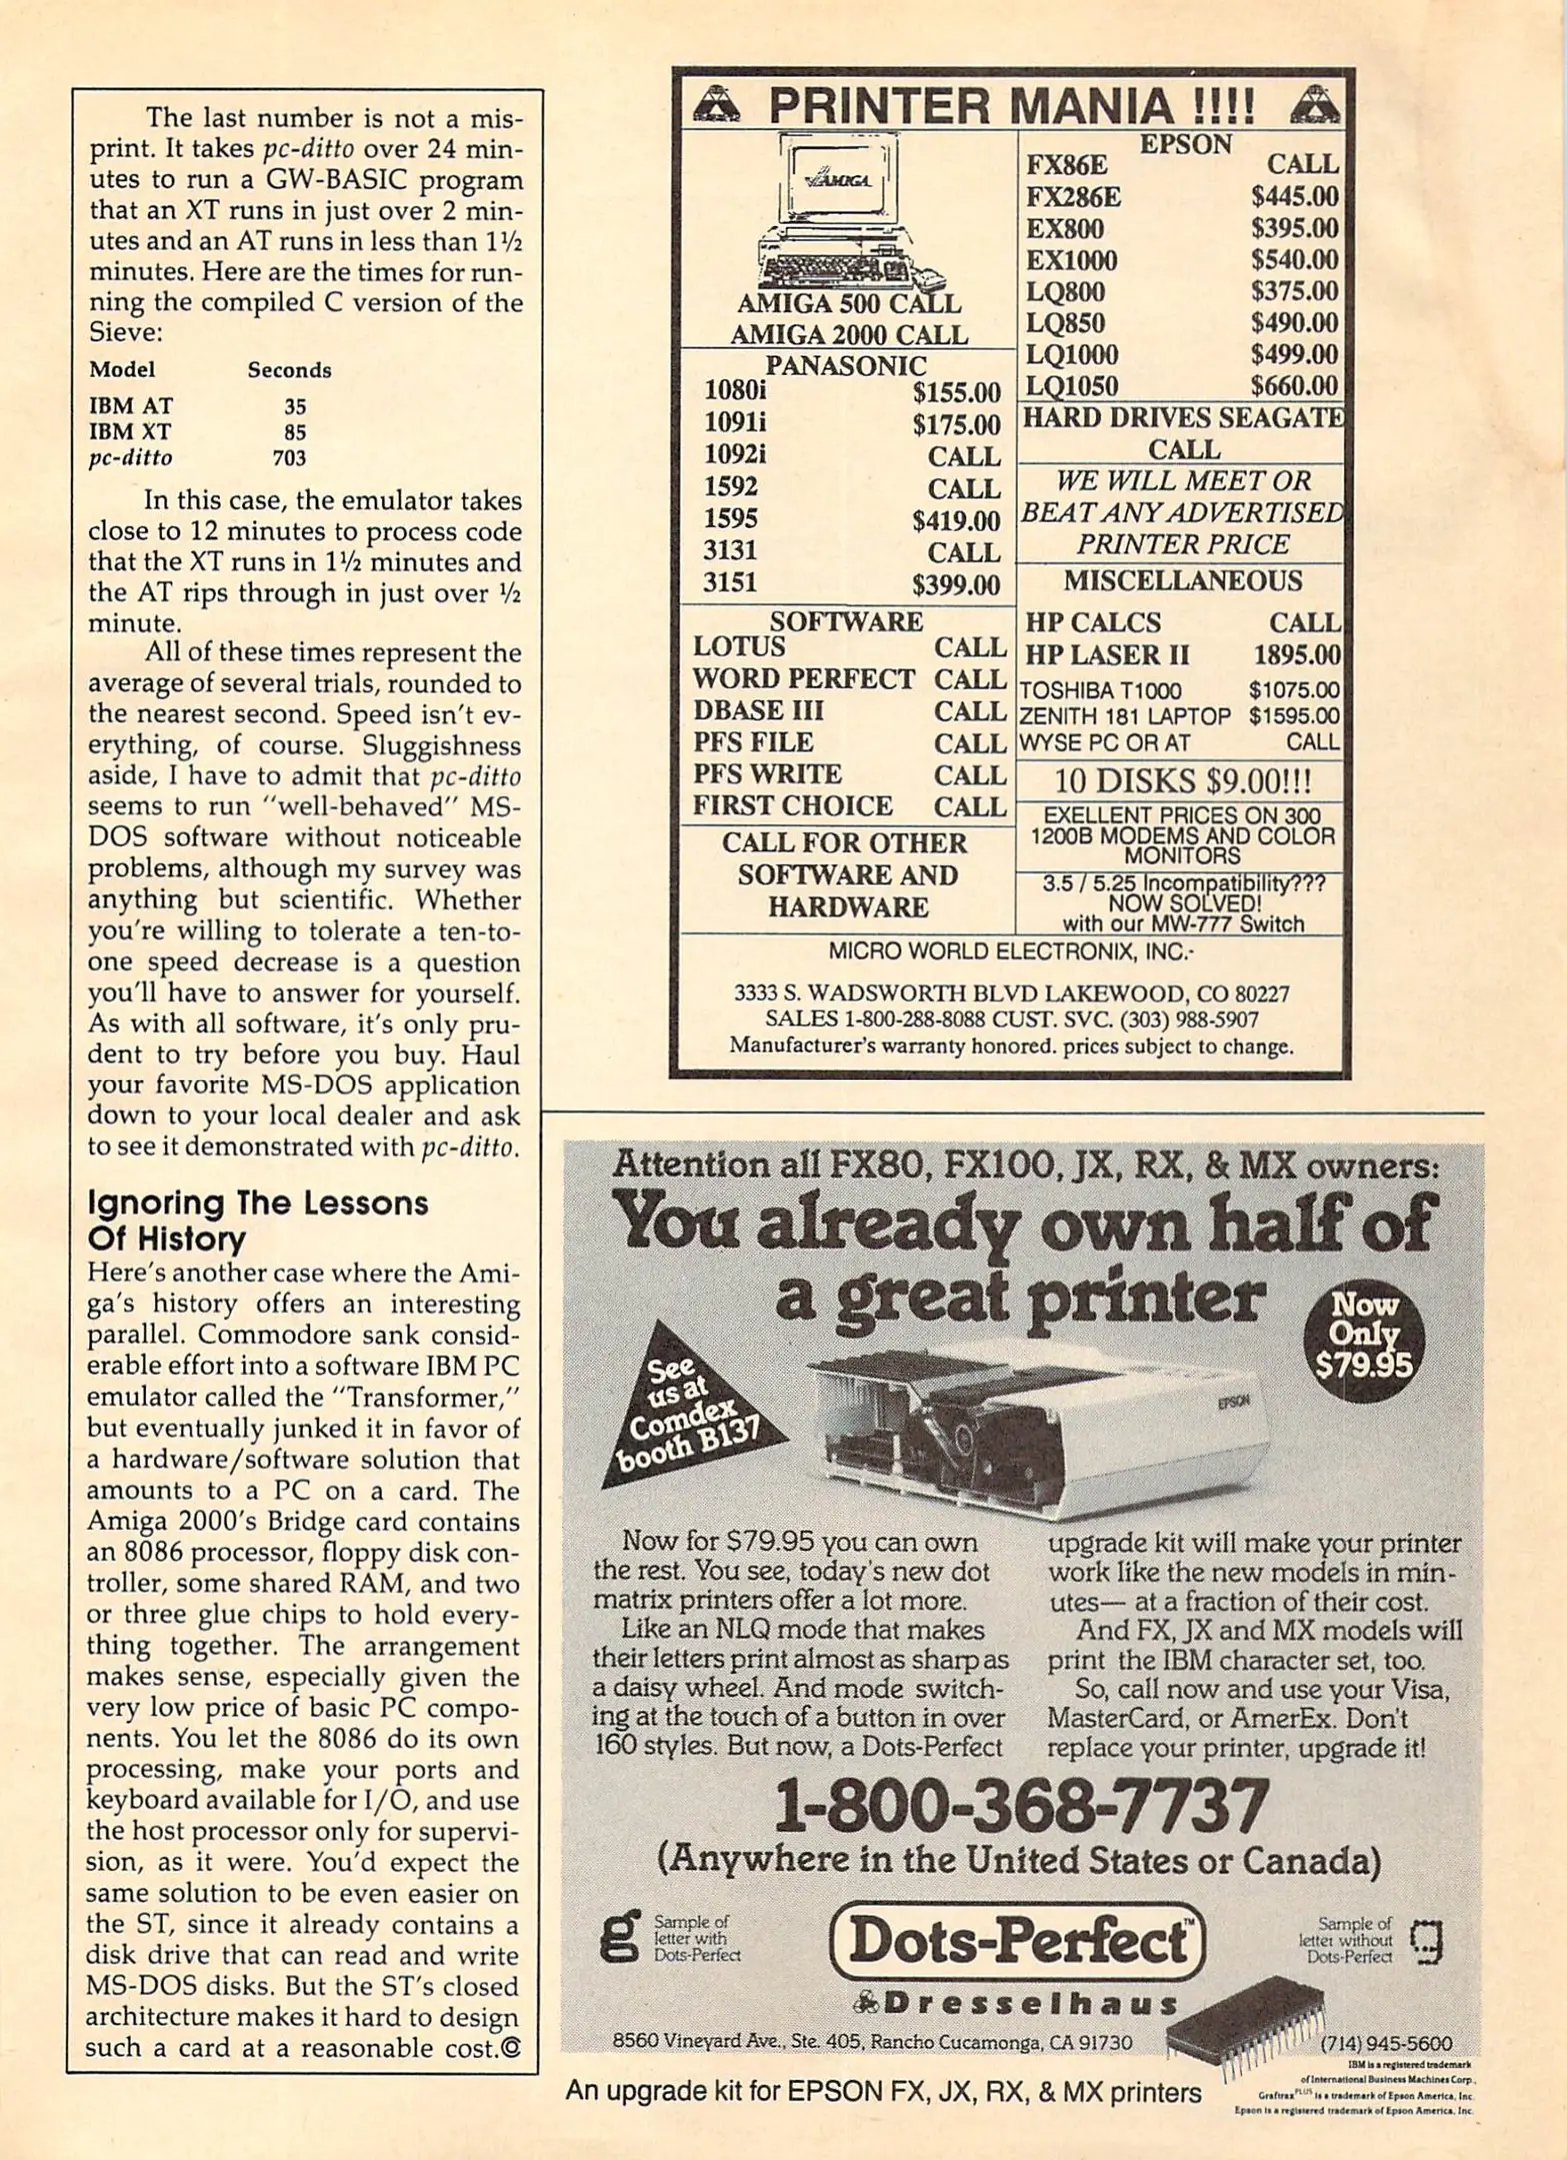 The last number is not a mis-
print. It takes pc-ditto over 24 min-
utes to run a GW-BASIC program
that an XT runs in just over 2 min-
utes and an AT runs in less than 1½
minutes. Here are the times for run-
ning the compiled C version of the
Sieve:
Model Seconds
IBM AT 35
IBM XT 85
pc-ditto 703
In this case, the emulator takes
close to 12 minutes to process code
that the XT runs in 1½ minutes and
the AT rips through in just over ½
minute.
All of these times represent the
average of several trials, rounded to
the nearest second. Speed isn't ev-
erything, of course. Sluggishness
aside, I have to admit that pc-ditto
seems to run "well-behaved" MS-
DOS software without noticeable
problems, although my survey was
anything but scientific. Whether
you're willing to tolerate a ten-to-
one speed decrease is a question
you'll have to answer for yourself.
As with all software, it's only pru-
dent to try before you buy. Haul
your favorite MS-DOS application
down to your local dealer and ask
to see it demonstrated with pc-ditto.
Ignoring The Lessons
Of History
Here's another case where the Ami-
ga's history offers an interesting
parallel. Commodore sank consid-
erable effort into a software IBM PC
emulator called the "Transformer,"
but eventually junked it in favor of
a hardware/software solution that
amounts to a PC on a card. The
Amiga 2000's Bridge card contains
an 8086 processor, floppy disk con-
troller, some shared RAM, and two
or three glue chips to hold every-
thing together. The arrangement
makes sense, especially given the
very low price of basic PC compo-
nents. You let the 8086 do its own
processing, make your ports and
keyboard available for I/O, and use
the host processor only for supervi-
sion, as it were. You'd expect the
same solution to be even easier on
the ST, since it already contains a
disk drive that can read and write
MS-DOS disks. But the ST's closed
architecture makes it hard to design
such a card at a reasonable cost.©
PRINTER MANIA !!!!
AMIGA
AMIGA 500 CALL
AMIGA 2000 CALL
PANASONIC
1080i $155.00
1091i $175.00
1092i CALL
1592 CALL
1595 $419.00
3131 CALL
3151 $399.00
SOFTWARE
LOTUS CALL
WORD PERFECT CALL
DBASE III CALL
PFS FILE CALL
PFS WRITE CALL
FIRST CHOICE CALL
CALL FOR OTHER
SOFTWARE AND
HARDWARE
EPSON
FX86E CALL
FX286E $445.00
EX800 $395.00
EX1000 $540.00
LQ800 $375.00
LQ850 $490.00
LQ1000 $499.00
LQ1050 $660.00
HARD DRIVES SEAGATE
CALL
WE WILL MEET OR
BEAT ANY ADVERTISED
PRINTER PRICE
MISCELLANEOUS
HP CALCS CALL
HP LASER II 1895.00
TOSHIBA T1000 $1075.00
ZENITH 181 LAPTOP $1595.00
WYSE PC OR AT CALL
10 DISKS $9.00!!!
EXELLENT PRICES ON 300
1200B MODEMS AND COLOR
MONITORS
3.5 / 5.25 Incompatibility???
NOW SOLVED!
with our MW-777 Switch
MICRO WORLD ELECTRONIX, INC.-
3333 S. WADSWORTH BLVD LAKEWOOD, CO 80227
SALES 1-800-288-8088 CUST. SVC. (303) 988-5907
Manufacturer's warranty honored. prices subject to change.
Attention all FX80, FX100, JX, RX, & MX owners:
You already own half of
a great printer
Now
Only
$79.95
See
us at
Comdex
booth B137
EPSON
Now for $79.95 you can own
the rest. You see, today's new dot
matrix printers offer a lot more.
Like an NLQ mode that makes
their letters print almost as sharp as
a daisy wheel. And mode switch-
ing at the touch of a button in over
160 styles. But now, a Dots-Perfect
upgrade kit will make your printer
work like the new models in min-
utes— at a fraction of their cost.
And FX, JX and MX models will
print the IBM character set, too.
So, call now and use your Visa,
MasterCard, or AmerEx. Don't
replace your printer, upgrade it!
1-800-368-7737
(Anywhere in the United States or Canada)
g
Sample of
letter with
Dots-Perfect
Dots-Perfect™
Sample of
letter without
Dots-Perfect
g
Dresselhaus
8560 Vineyard Ave., Ste. 405, Rancho Cucamonga, CA 91730 (714) 945-5600
An upgrade kit for EPSON FX, JX, RX, & MX printers
IBM is a registered trademark
of International Business Machines Corp.,
Graftrax PLUS is a trademark of Epson America, Inc.
Epson is a registered trademark of Epson America, Inc.